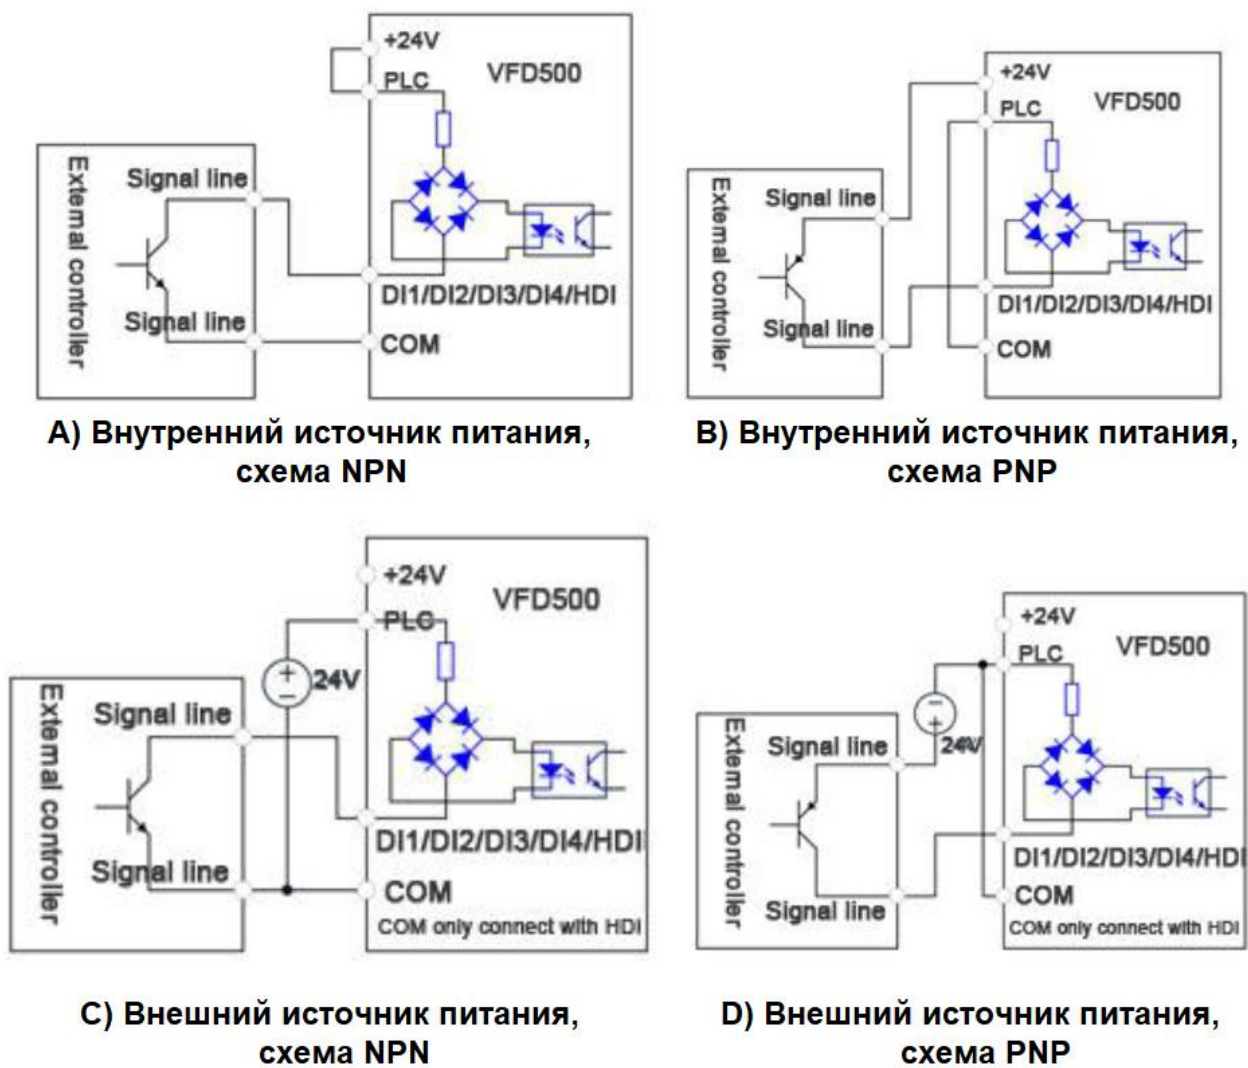 +24V
VFD500
PLC
External controller
Signal line
Signal line
DI1/DI2/DI3/DI4/HDI
COM
+24V
VFD500
PLC
External controller
Signal line
Signal line
DI1/DI2/DI3/DI4/HDI
COM
A) Внутренний источник питания,
схема NPN
B) Внутренний источник питания,
схема PNP
+24V
VFD500
PLC
+
−
24V
External controller
Signal line
Signal line
DI1/DI2/DI3/DI4/HDI
COM
COM only connect with HDI
+24V
VFD500
PLC
−
+
24V
External controller
Signal line
Signal line
DI1/DI2/DI3/DI4/HDI
COM
COM only connect with HDI
C) Внешний источник питания,
схема NPN
D) Внешний источник питания,
схема PNP